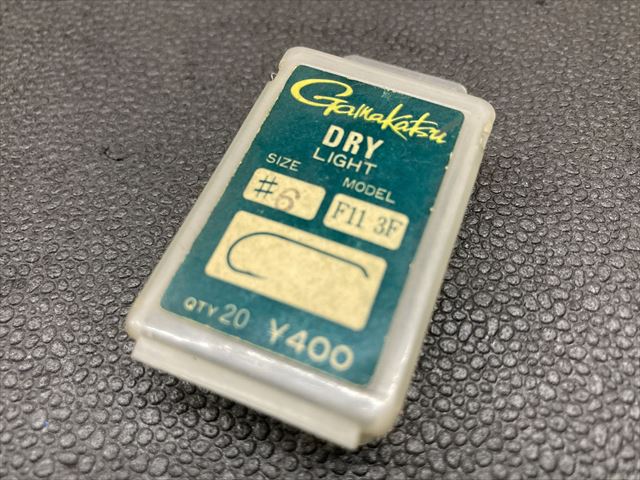 Gamakatsu
DRY
LIGHT
SIZE MODEL
#6 F11 3F
QTY 20 ¥400